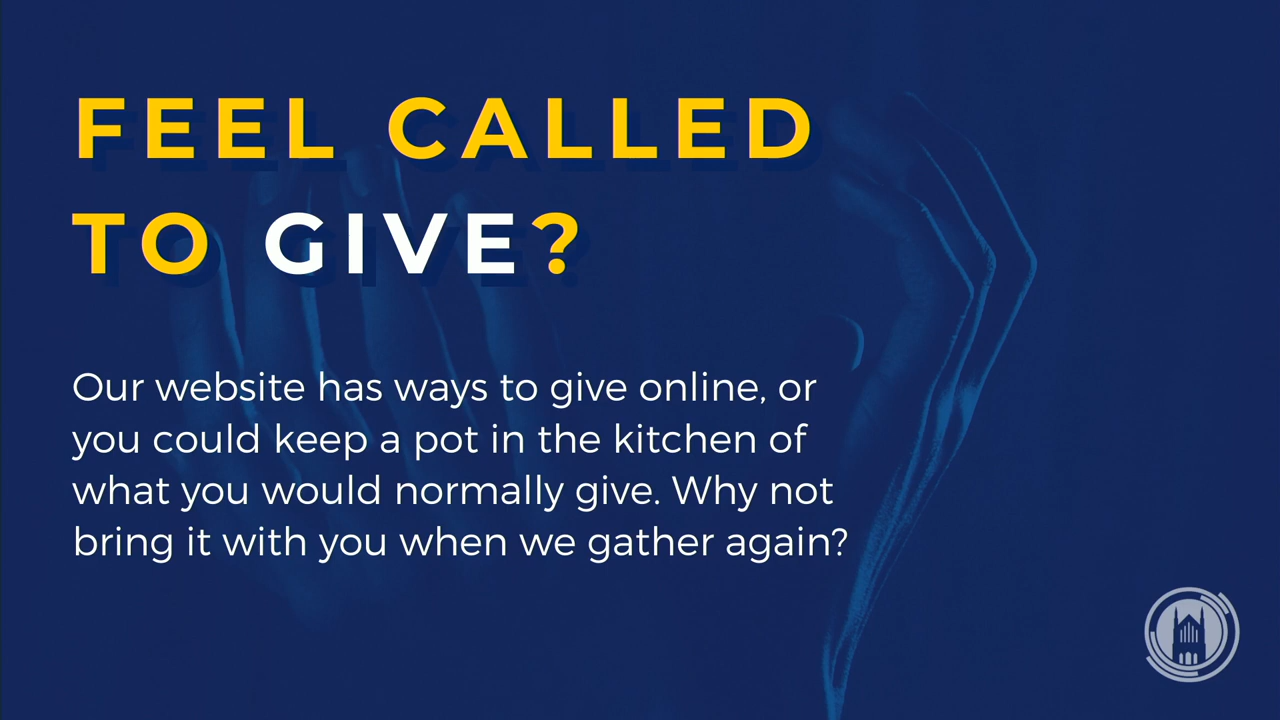 FEEL CALLED
TO GIVE?
Our website has ways to give online, or
you could keep a pot in the kitchen of
what you would normally give. Why not
bring it with you when we gather again?